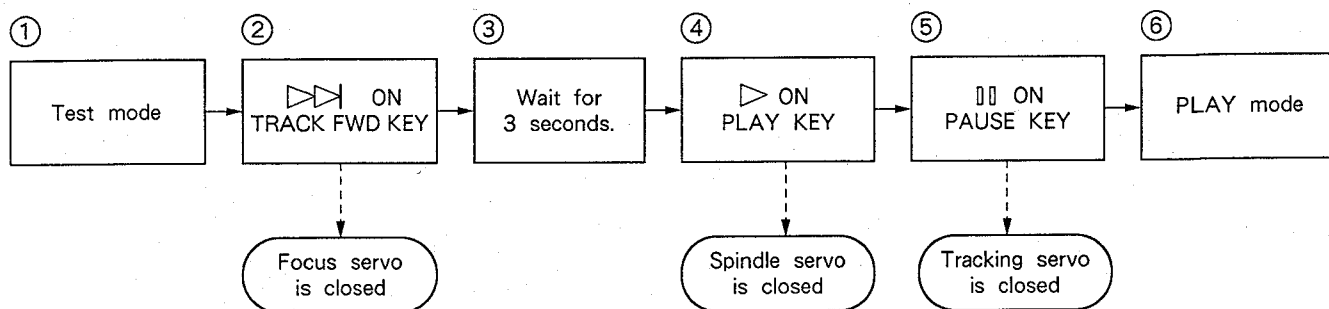 ① ② ③ ④ ⑤ ⑥
Test mode
▷▷| ON
TRACK FWD KEY
Wait for
3 seconds.
▷ ON
PLAY KEY
▯▯ ON
PAUSE KEY
PLAY mode
Focus servo
is closed
Spindle servo
is closed
Tracking servo
is closed